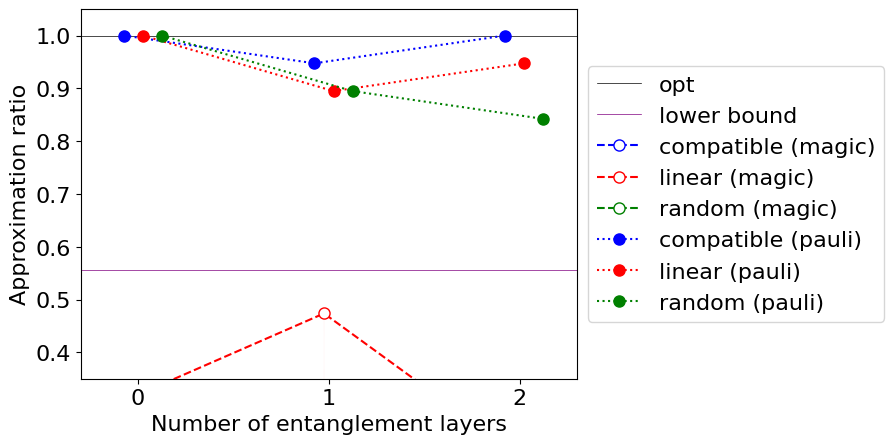 1.0
0.9
0.8
0.7
0.6
0.5
0.4
Approximation ratio
0
1
2
Number of entanglement layers
opt
lower bound
compatible (magic)
linear (magic)
random (magic)
compatible (pauli)
linear (pauli)
random (pauli)